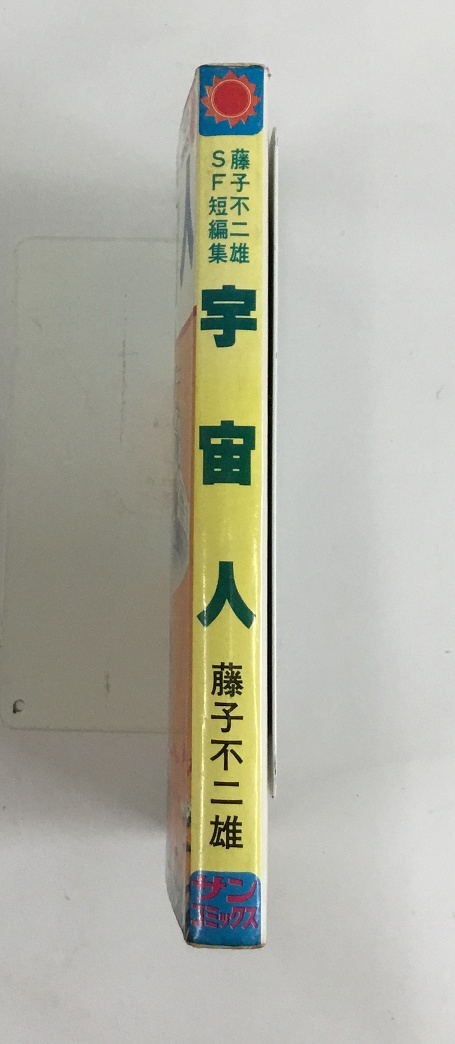 藤子不二雄
SF短編集
宇宙人
藤子不二雄
サン
コミックス